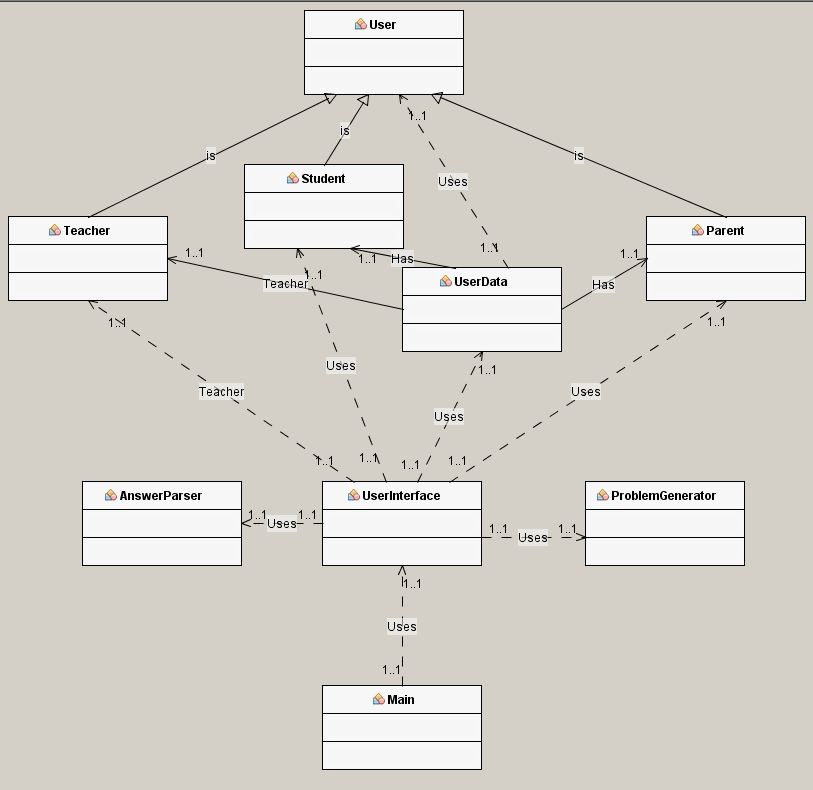 User
is
1..1
is
Uses
Student
1..1
Teacher
1..1
1..1
Has
1..1
Parent
Teacher
1..1
UserData
Has
1..1
1..1
Uses
1..1
Teacher
Uses
Uses
1..1
1..1
1..1
1..1
AnswerParser
UserInterface
ProblemGenerator
1..1
Uses
1..1
1..1
Uses
1..1
1..1
Uses
1..1
Main